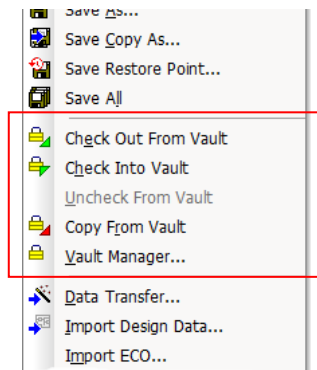 Save As...
Save Copy As...
Save Restore Point...
Save All
Check Out From Vault
Check Into Vault
Uncheck From Vault
Copy From Vault
Vault Manager...
Data Transfer...
Import Design Data...
Import ECO...